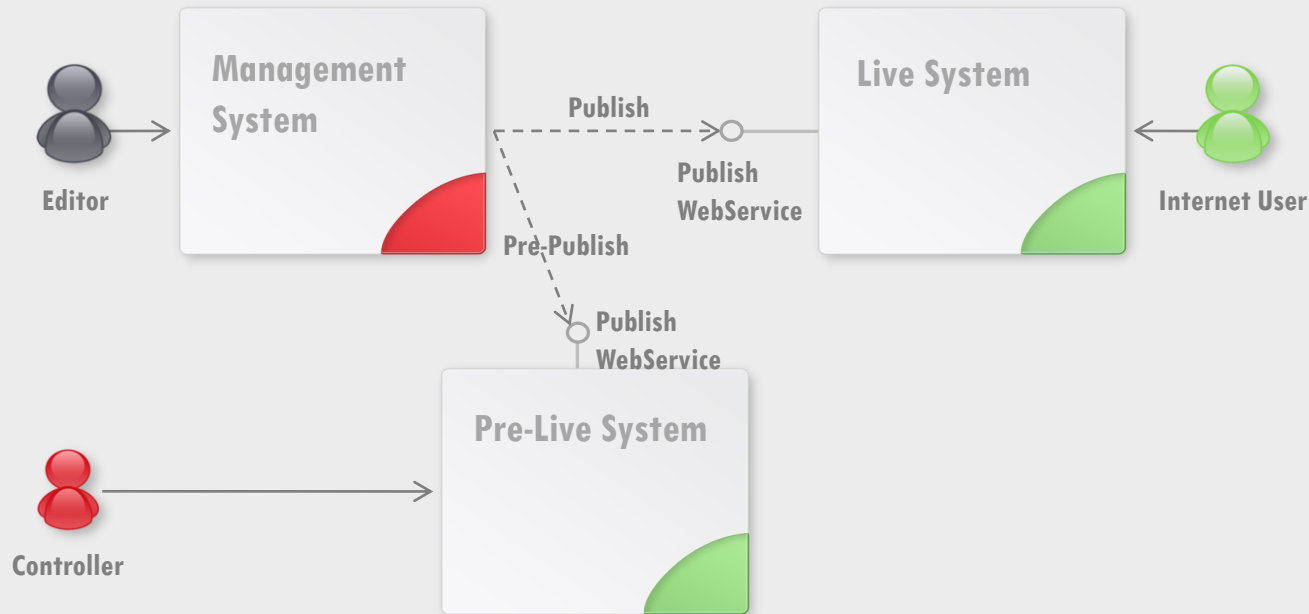 Management
System
Live System
Publish
Publish
WebService
Editor
Internet User
Pre-Publish
Publish
WebService
Pre-Live System
Controller